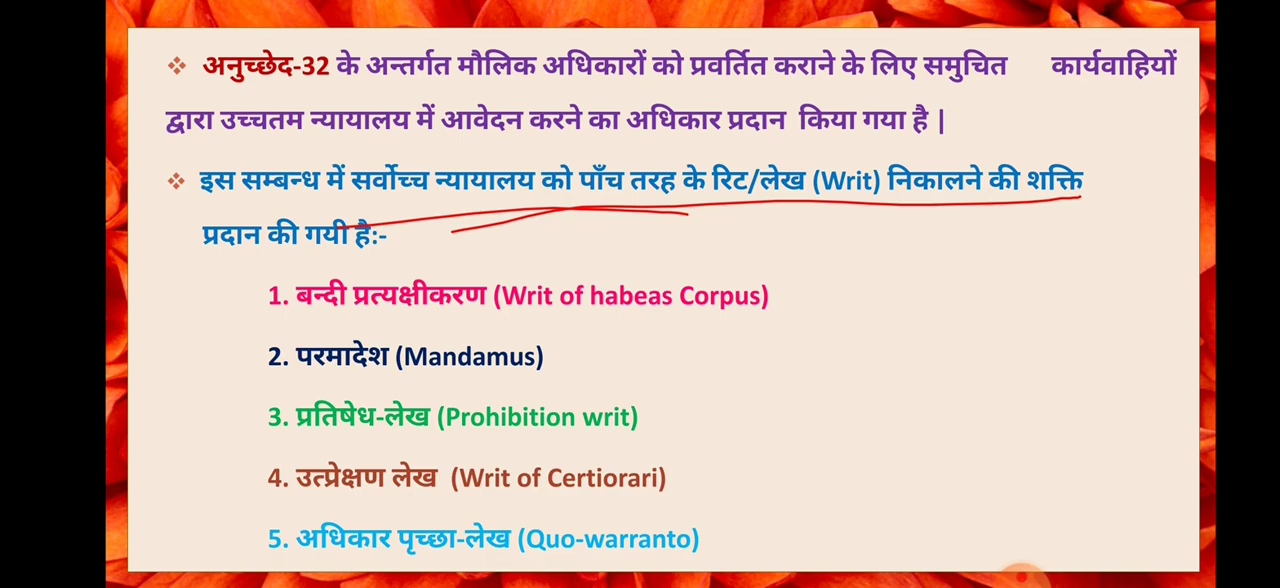 ❖ अनुच्छेद-32 के अन्तर्गत मौलिक अधिकारों को प्रवर्तित कराने के लिए समुचित कार्यवाहियों
द्वारा उच्चतम न्यायालय में आवेदन करने का अधिकार प्रदान किया गया है |
❖ इस सम्बन्ध में सर्वोच्च न्यायालय को पाँच तरह के रिट/लेख (Writ) निकालने की शक्ति
प्रदान की गयी है:-
1. बन्दी प्रत्यक्षीकरण (Writ of habeas Corpus)
2. परमादेश (Mandamus)
3. प्रतिषेध-लेख (Prohibition writ)
4. उत्प्रेक्षण लेख (Writ of Certiorari)
5. अधिकार पृच्छा-लेख (Quo-warranto)